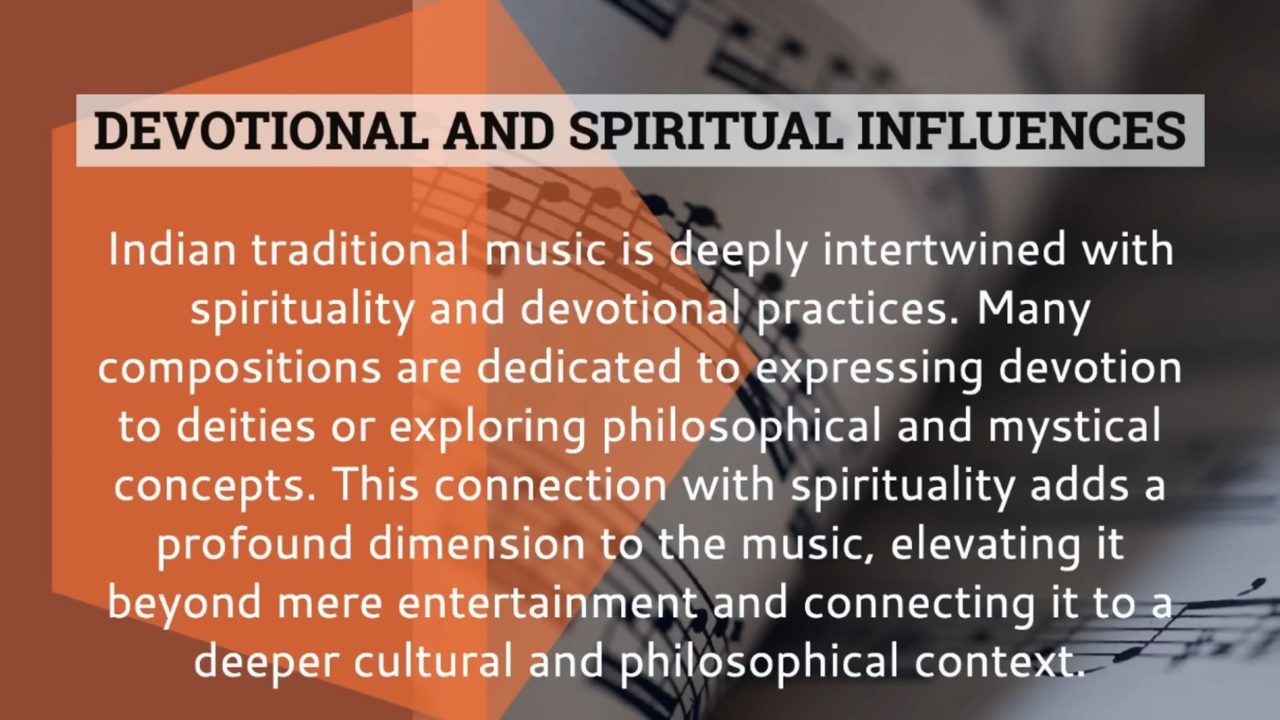 DEVOTIONAL AND SPIRITUAL INFLUENCES
Indian traditional music is deeply intertwined with
spirituality and devotional practices. Many
compositions are dedicated to expressing devotion
to deities or exploring philosophical and mystical
concepts. This connection with spirituality adds a
profound dimension to the music, elevating it
beyond mere entertainment and connecting it to a
deeper cultural and philosophical context.